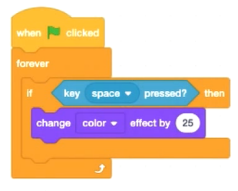 when clicked
forever
if key space pressed? then
change color effect by 25